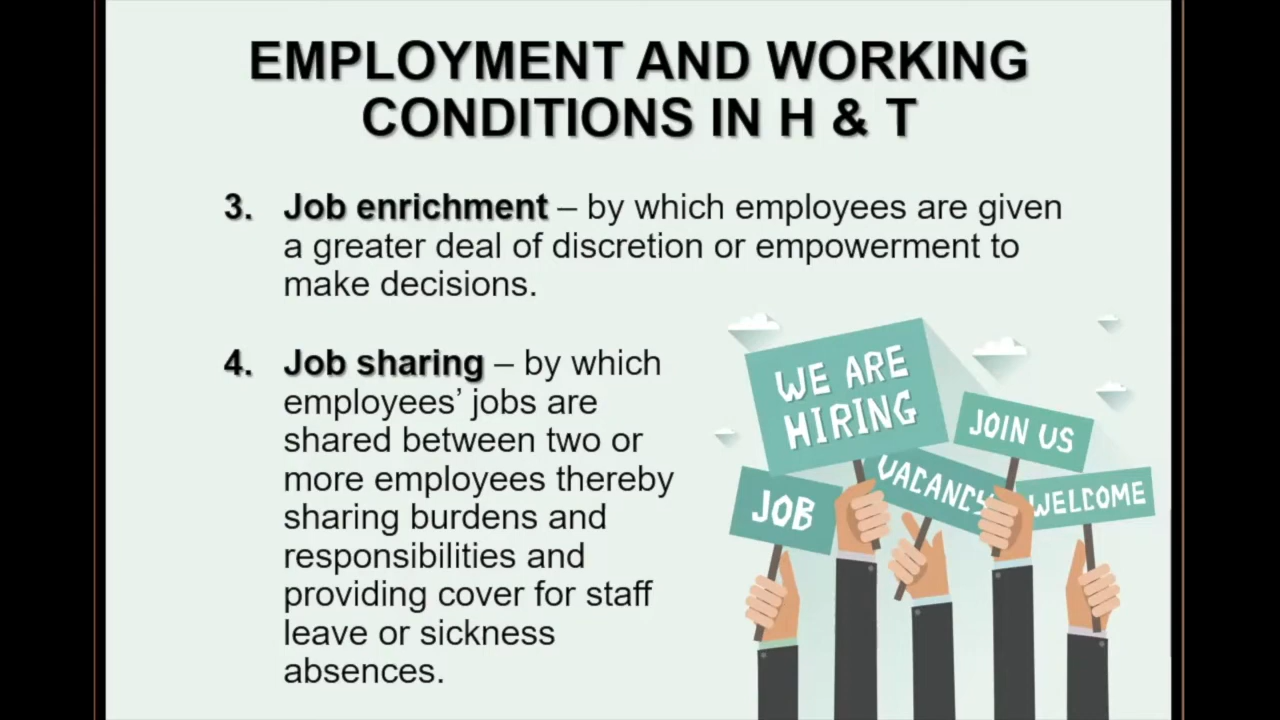 EMPLOYMENT AND WORKING
CONDITIONS IN H & T
3. Job enrichment – by which employees are given
a greater deal of discretion or empowerment to
make decisions.
4. Job sharing – by which
employees’ jobs are
shared between two or
more employees thereby
sharing burdens and
responsibilities and
providing cover for staff
leave or sickness
absences.
WE ARE
HIRING
JOIN US
VACANCY
WELCOME
JOB